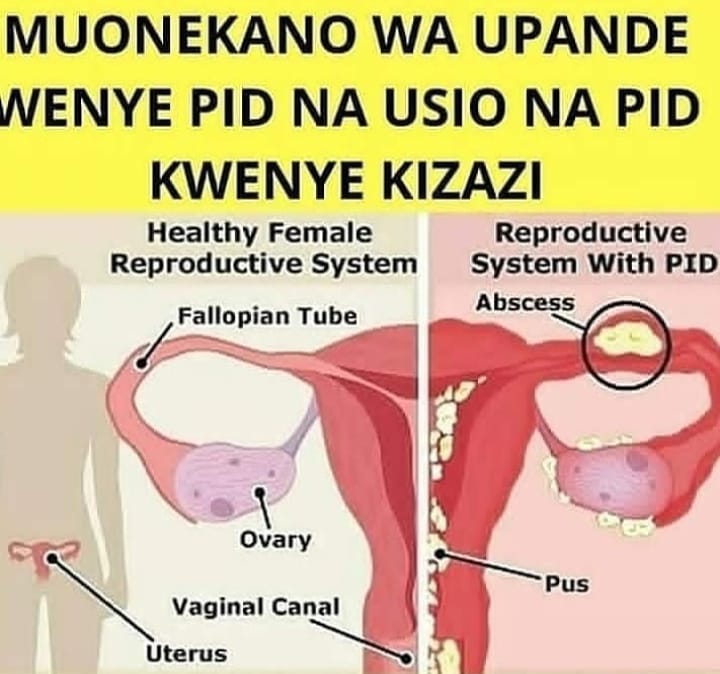 MUONEKANO WA UPANDE
WENYE PID NA USIO NA PID
KWENYE KIZAZI
Healthy Female
Reproductive System
Reproductive
System With PID
Abscess
Fallopian Tube
Ovary
Pus
Vaginal Canal
Uterus